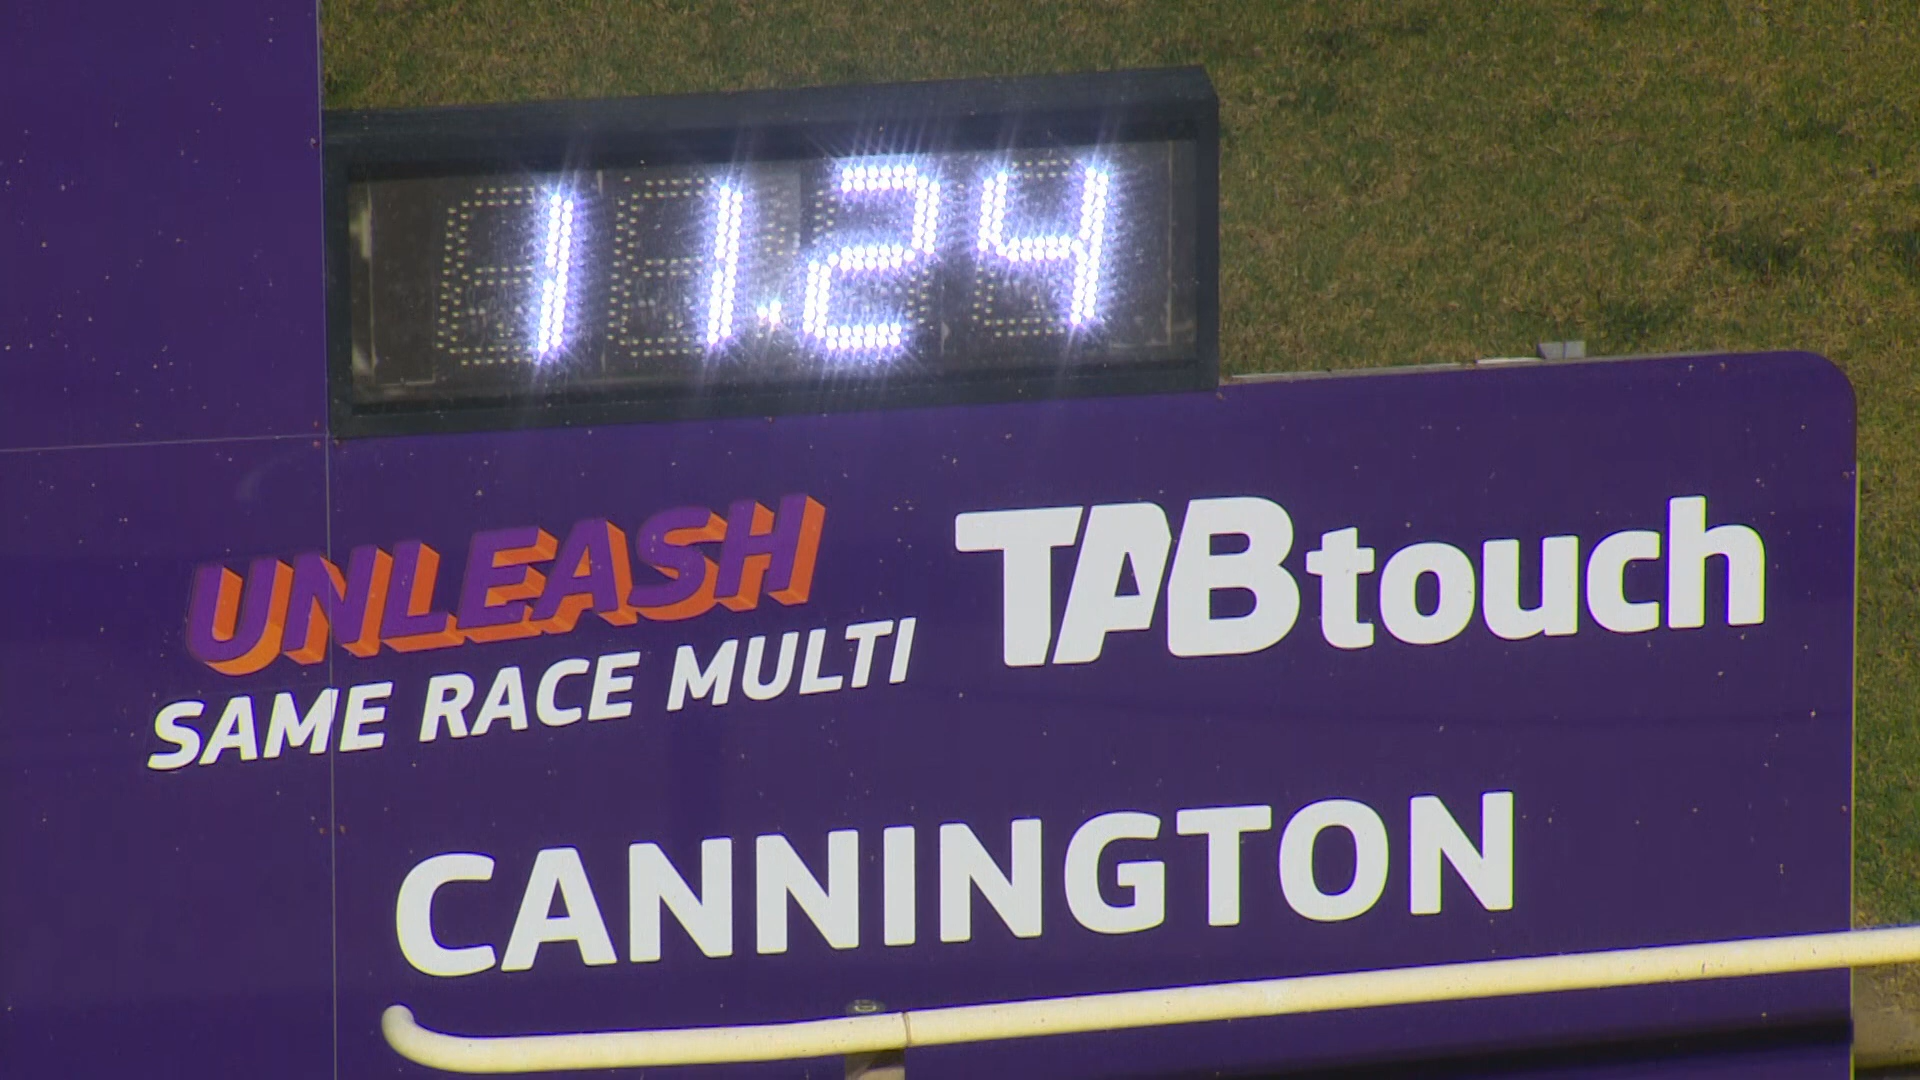 11.24
UNLEASH
SAME RACE MULTI
TABtouch
CANNINGTON